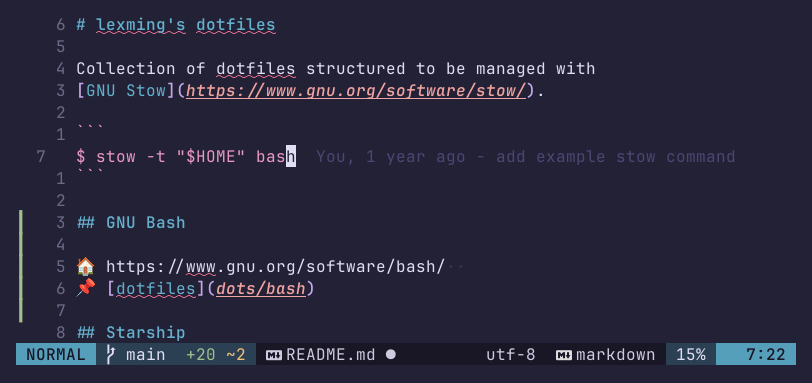 6 # lexming's dotfiles
5
4 Collection of dotfiles structured to be managed with
3 [GNU Stow](https://www.gnu.org/software/stow/).
2
1 ```
7 $ stow -t "$HOME" bash You, 1 year ago - add example stow command
1 ```
2
3 ## GNU Bash
4
5 🏠 https://www.gnu.org/software/bash/··
6 📌 [dotfiles](dots/bash)
7
8 ## Starship
NORMAL main +20 ~2 README.md ● utf-8 markdown 15% 7:22